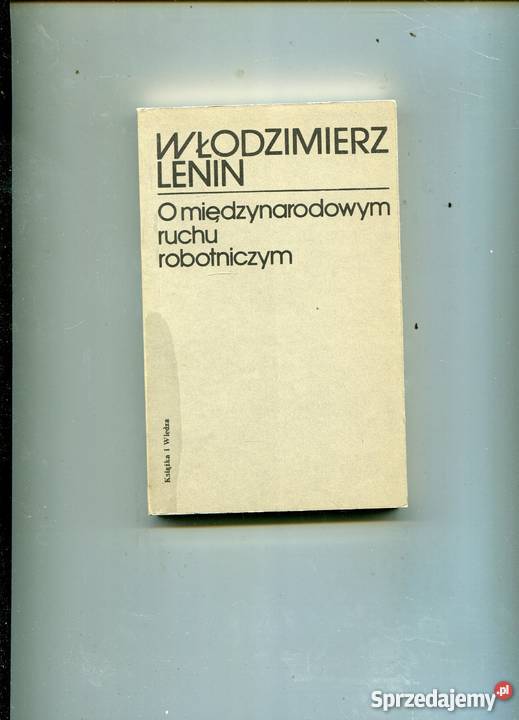 WŁODZIMIERZ
LENIN
O międzynarodowym
ruchu
robotniczym
Książka i Wiedza
Sprzedajemy.pl